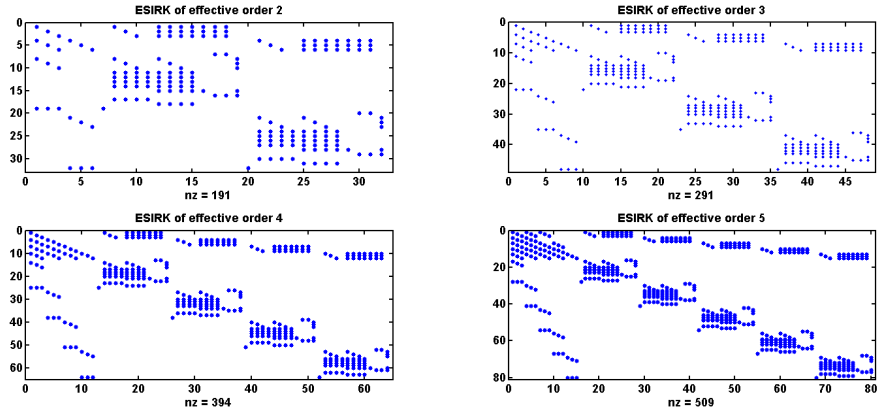 ESIRK of effective order 2
0
5
10
15
20
25
30
0 5 10 15 20 25 30
nz = 191
ESIRK of effective order 3
0
10
20
30
40
0 5 10 15 20 25 30 35 40 45
nz = 291
ESIRK of effective order 4
0
10
20
30
40
50
60
0 10 20 30 40 50 60
nz = 394
ESIRK of effective order 5
0
20
40
60
80
0 10 20 30 40 50 60 70 80
nz = 509